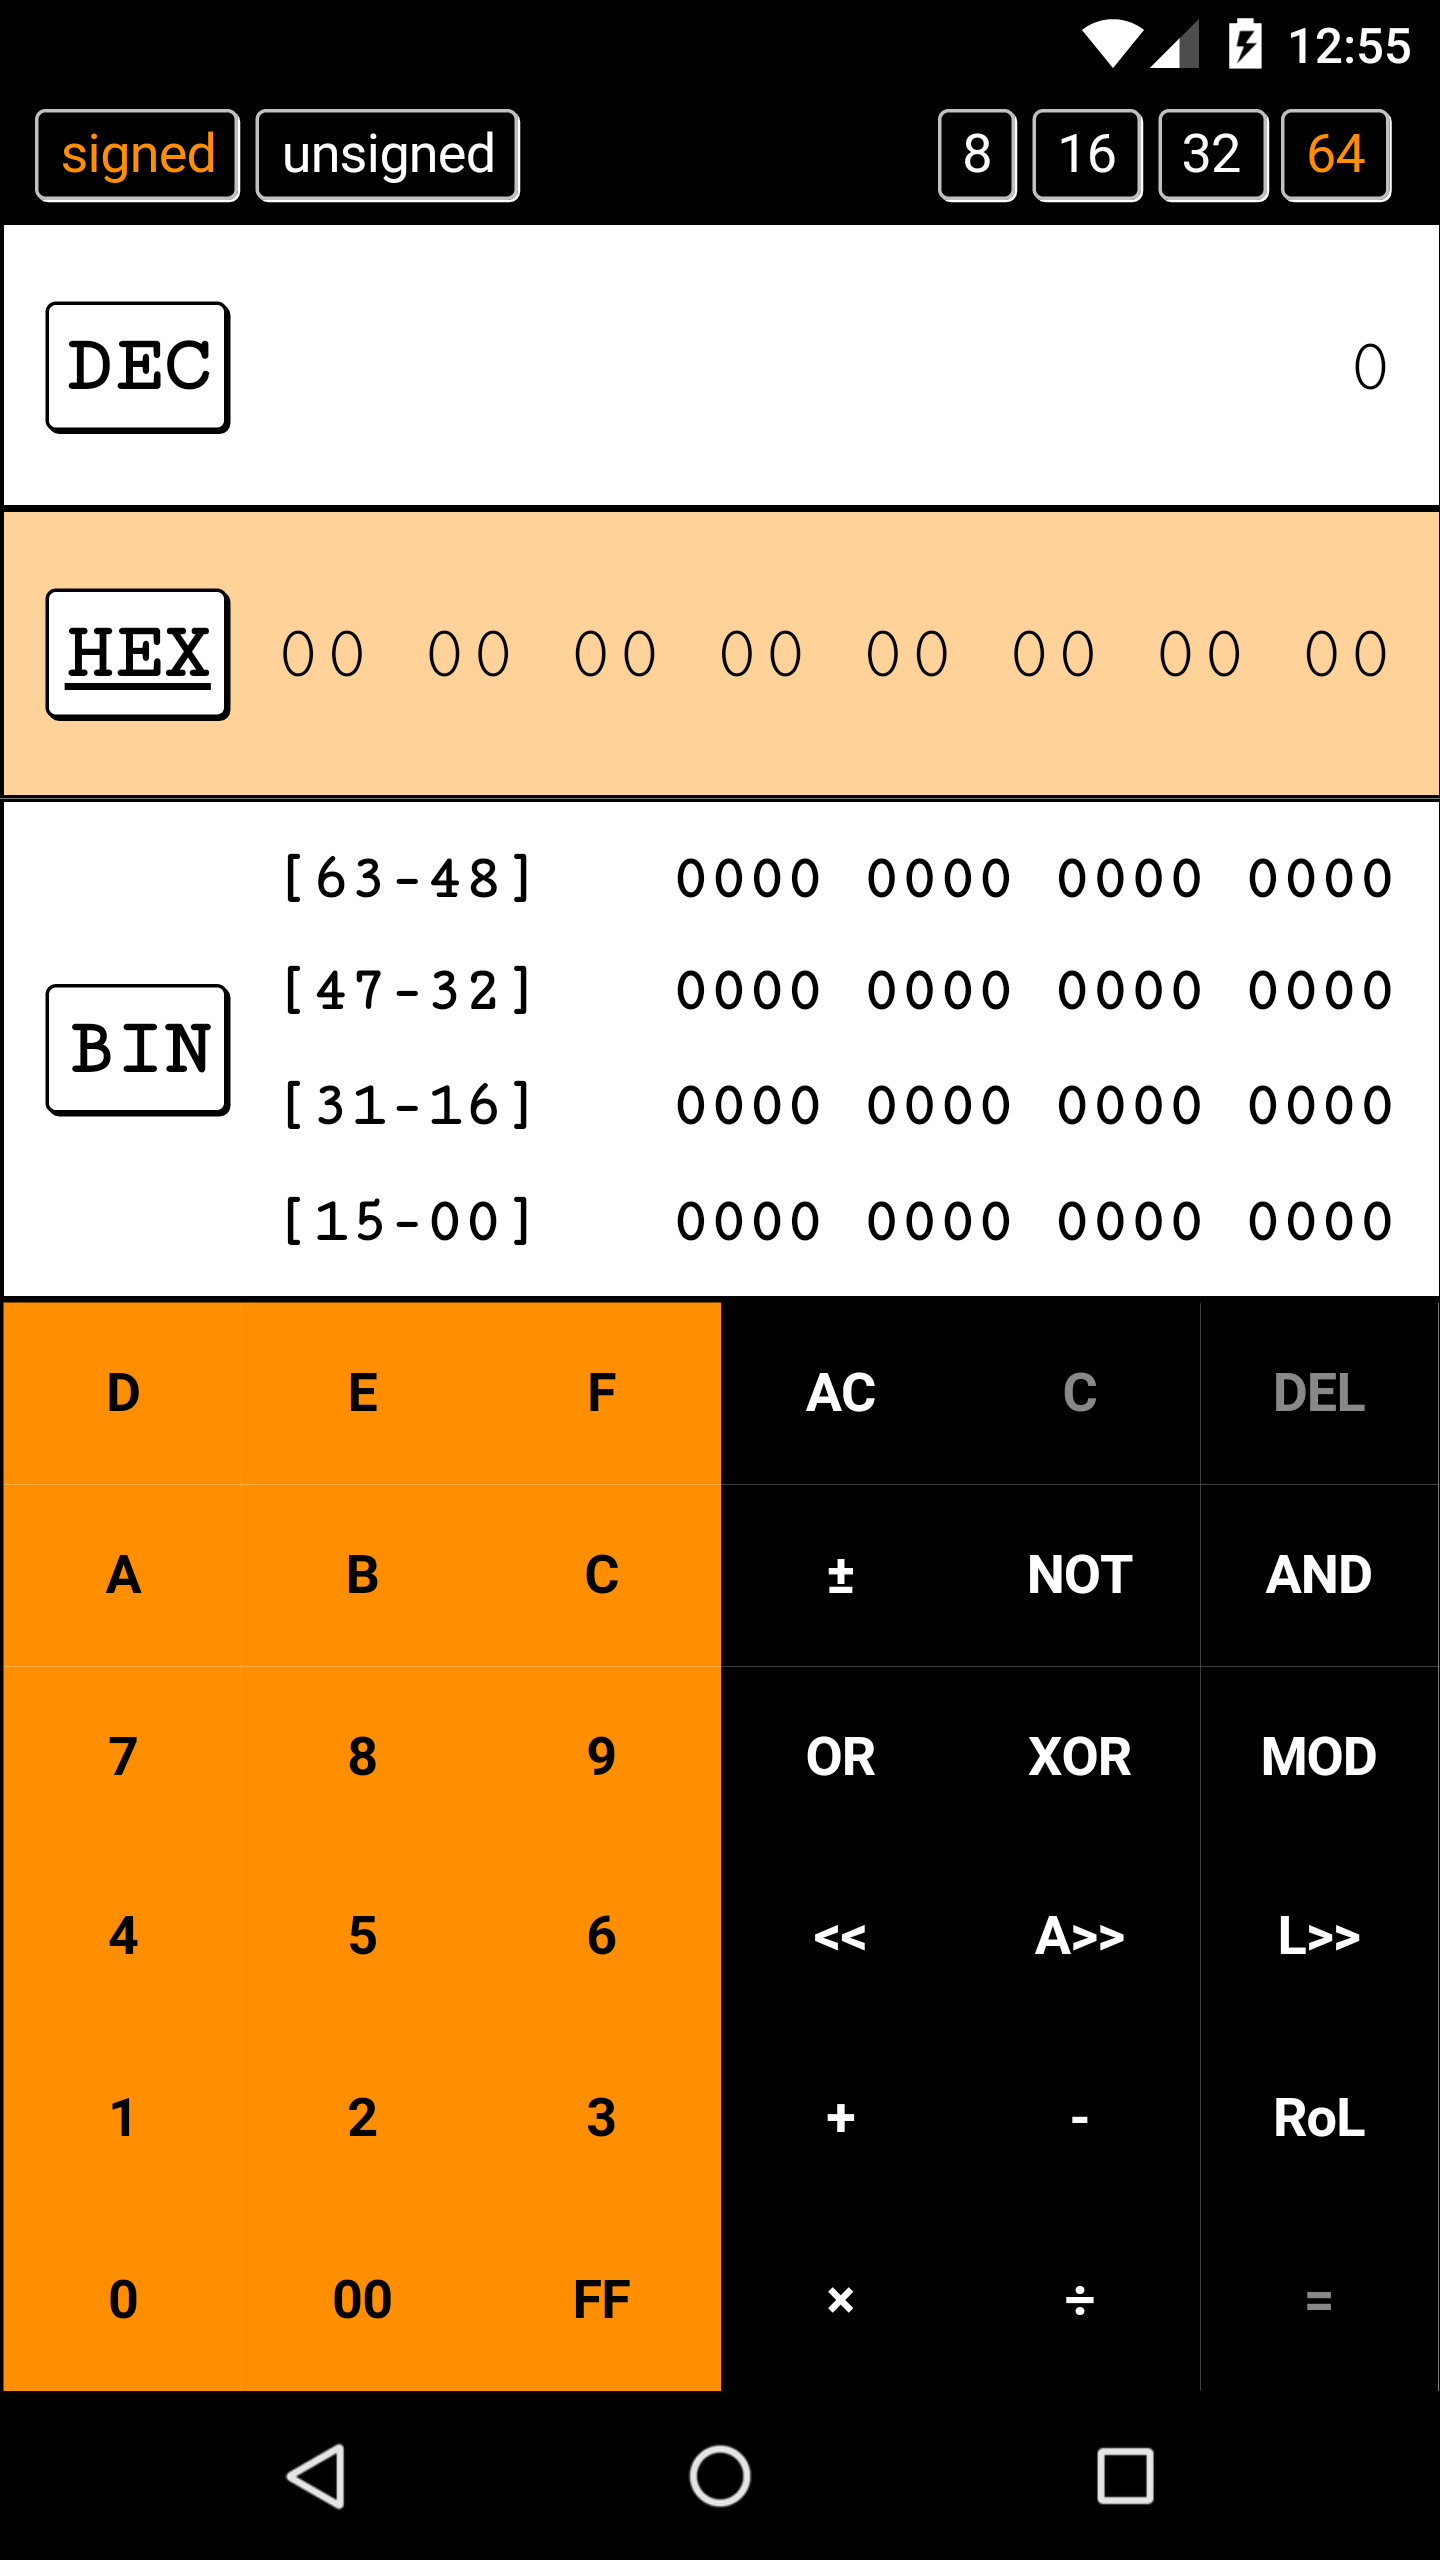 12:55
signed unsigned 8 16 32 64
DEC 0
HEX 00 00 00 00 00 00 00 00
[63-48] 0000 0000 0000 0000
[47-32] 0000 0000 0000 0000
BIN
[31-16] 0000 0000 0000 0000
[15-00] 0000 0000 0000 0000
D E F AC C DEL
A B C ± NOT AND
7 8 9 OR XOR MOD
4 5 6 << A>> L>>
1 2 3 + - RoL
0 00 FF × ÷ =